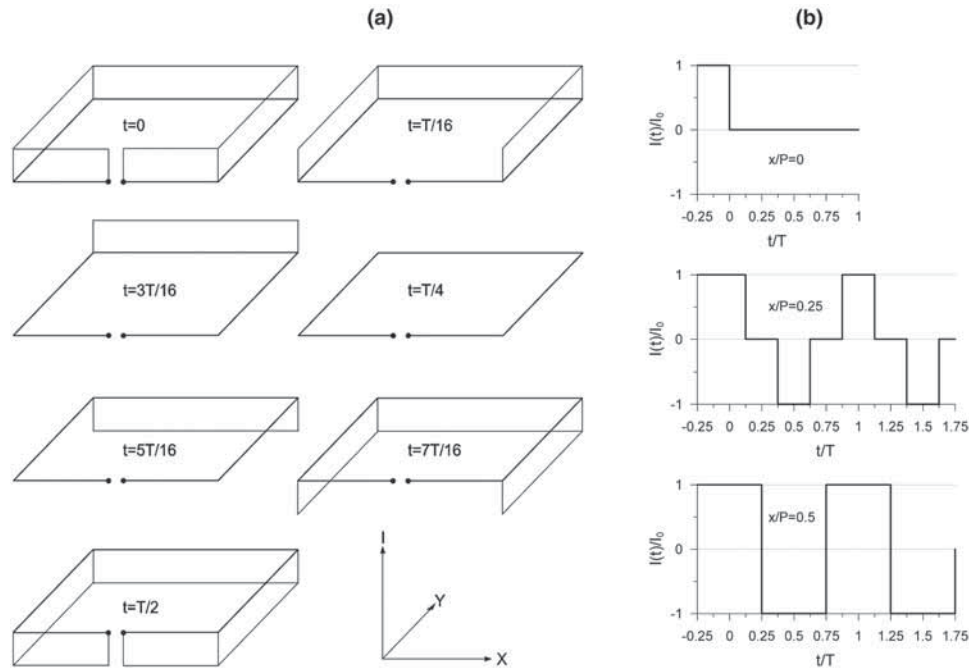 (a)
t=0
t=T/16
t=3T/16
t=T/4
t=5T/16
t=7T/16
t=T/2
I
Y
X
(b)
I(t)/I₀
1
0
-1
x/P=0
-0.25 0 0.25 0.5 0.75 1
t/T
I(t)/I₀
1
0
-1
x/P=0.25
-0.25 0 0.25 0.5 0.75 1 1.25 1.5 1.75
t/T
I(t)/I₀
1
0
-1
x/P=0.5
-0.25 0 0.25 0.5 0.75 1 1.25 1.5 1.75
t/T